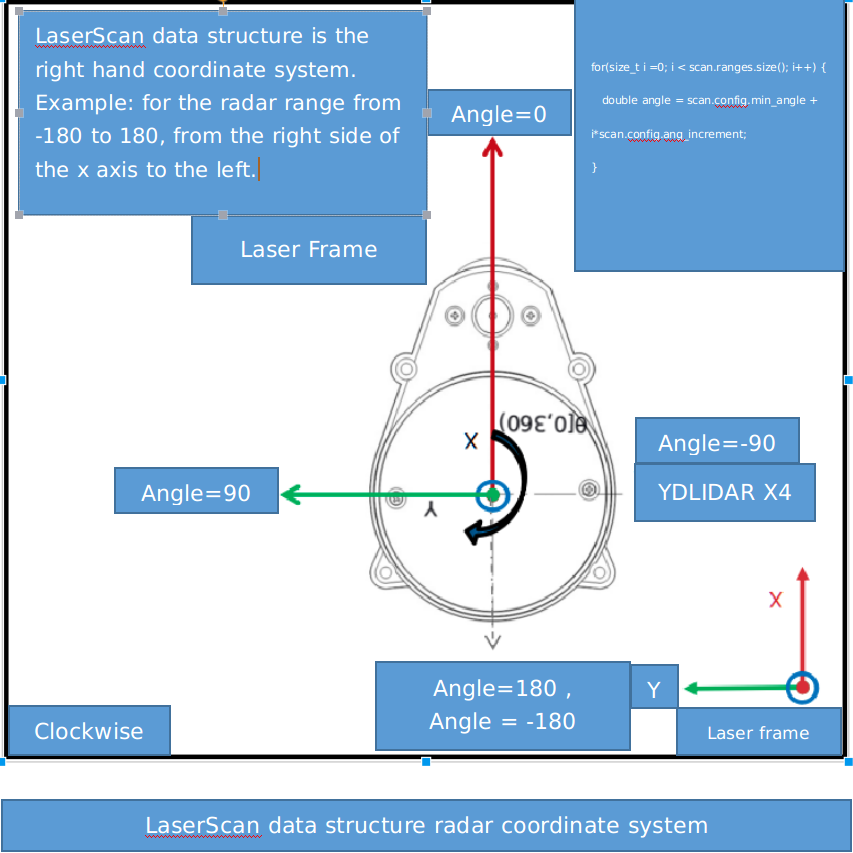 LaserScan data structure is the
right hand coordinate system.
Example: for the radar range from
-180 to 180, from the right side of
the x axis to the left.
Laser Frame
Angle=0
for(size_t i =0; i < scan.ranges.size(); i++) {
double angle = scan.config.min_angle +
i*scan.config.ang_increment;
}
θ[0,360)
X
Angle=-90
YDLIDAR X4
Angle=90
Y
X
Angle=180 ,
Angle = -180
Y
Clockwise
Laser frame
LaserScan data structure radar coordinate system